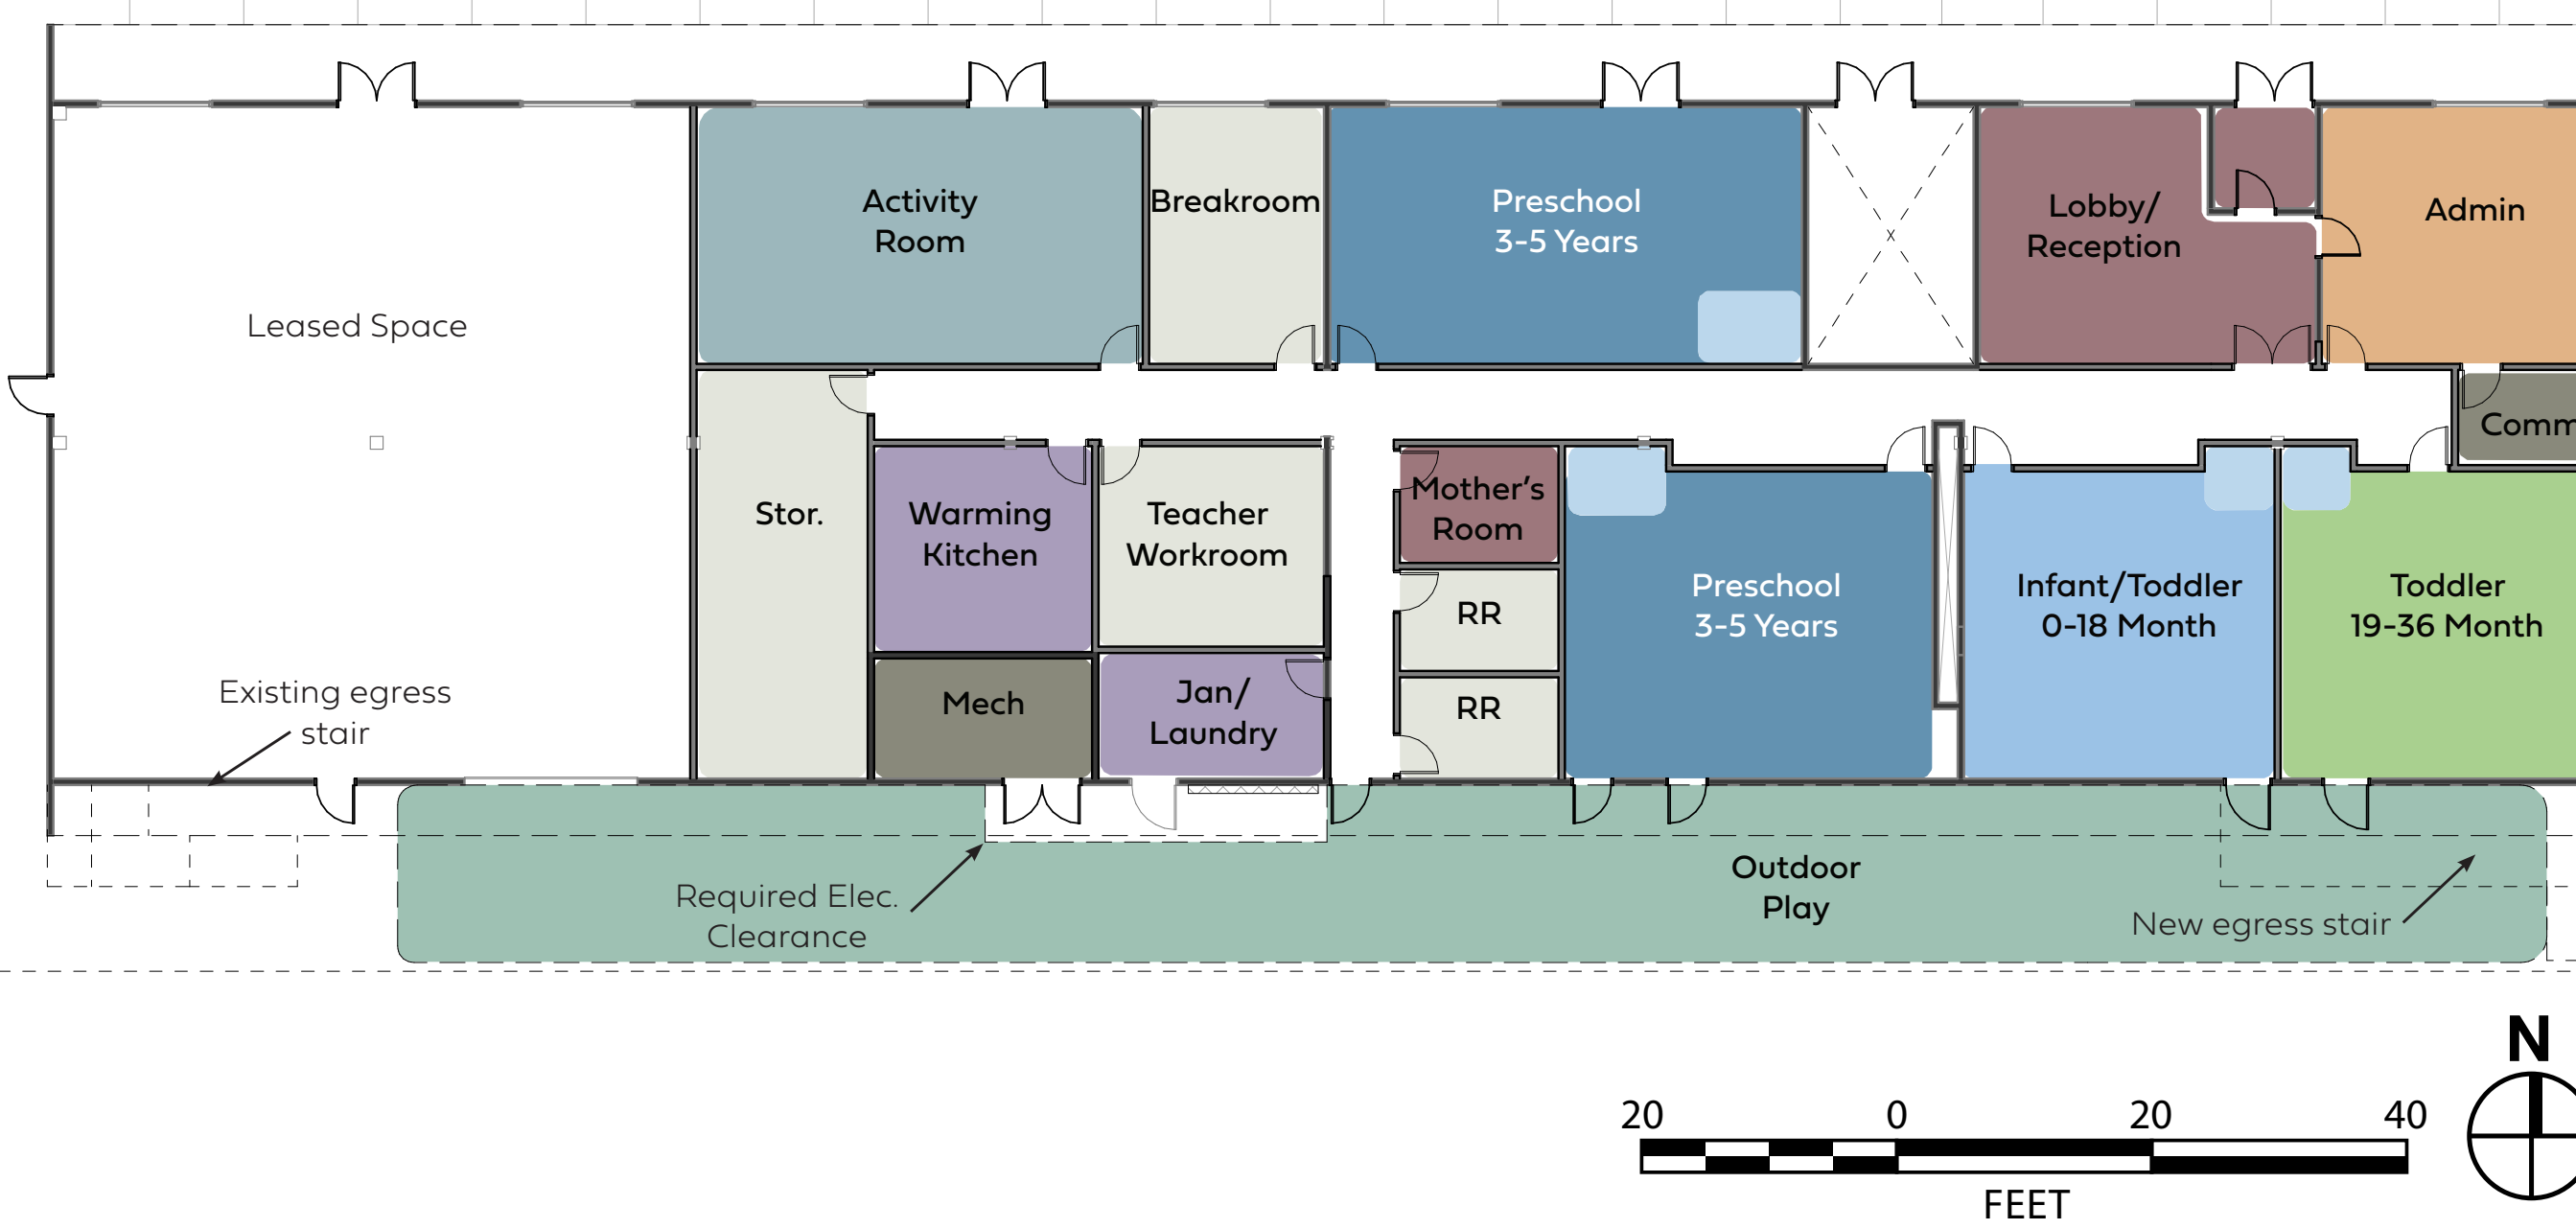 Activity
Room
Breakroom
Preschool
3-5 Years
Lobby/
Reception
Admin
Leased Space
Comm
Stor.
Warming
Kitchen
Teacher
Workroom
Mother's
Room
RR
Preschool
3-5 Years
Infant/Toddler
0-18 Month
Toddler
19-36 Month
Existing egress
stair
Mech
Jan/
Laundry
RR
Required Elec.
Clearance
Outdoor
Play
New egress stair
N
20 0 20 40
FEET